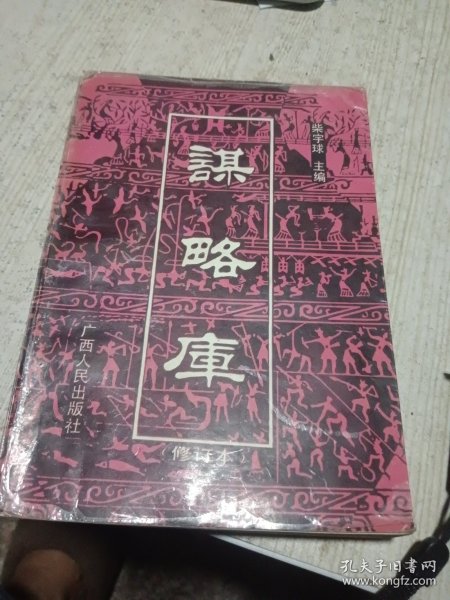 謀略庫
(修订本)
柴宇球 主编
广西人民出版社
孔夫子旧书网
www.kongfz.com